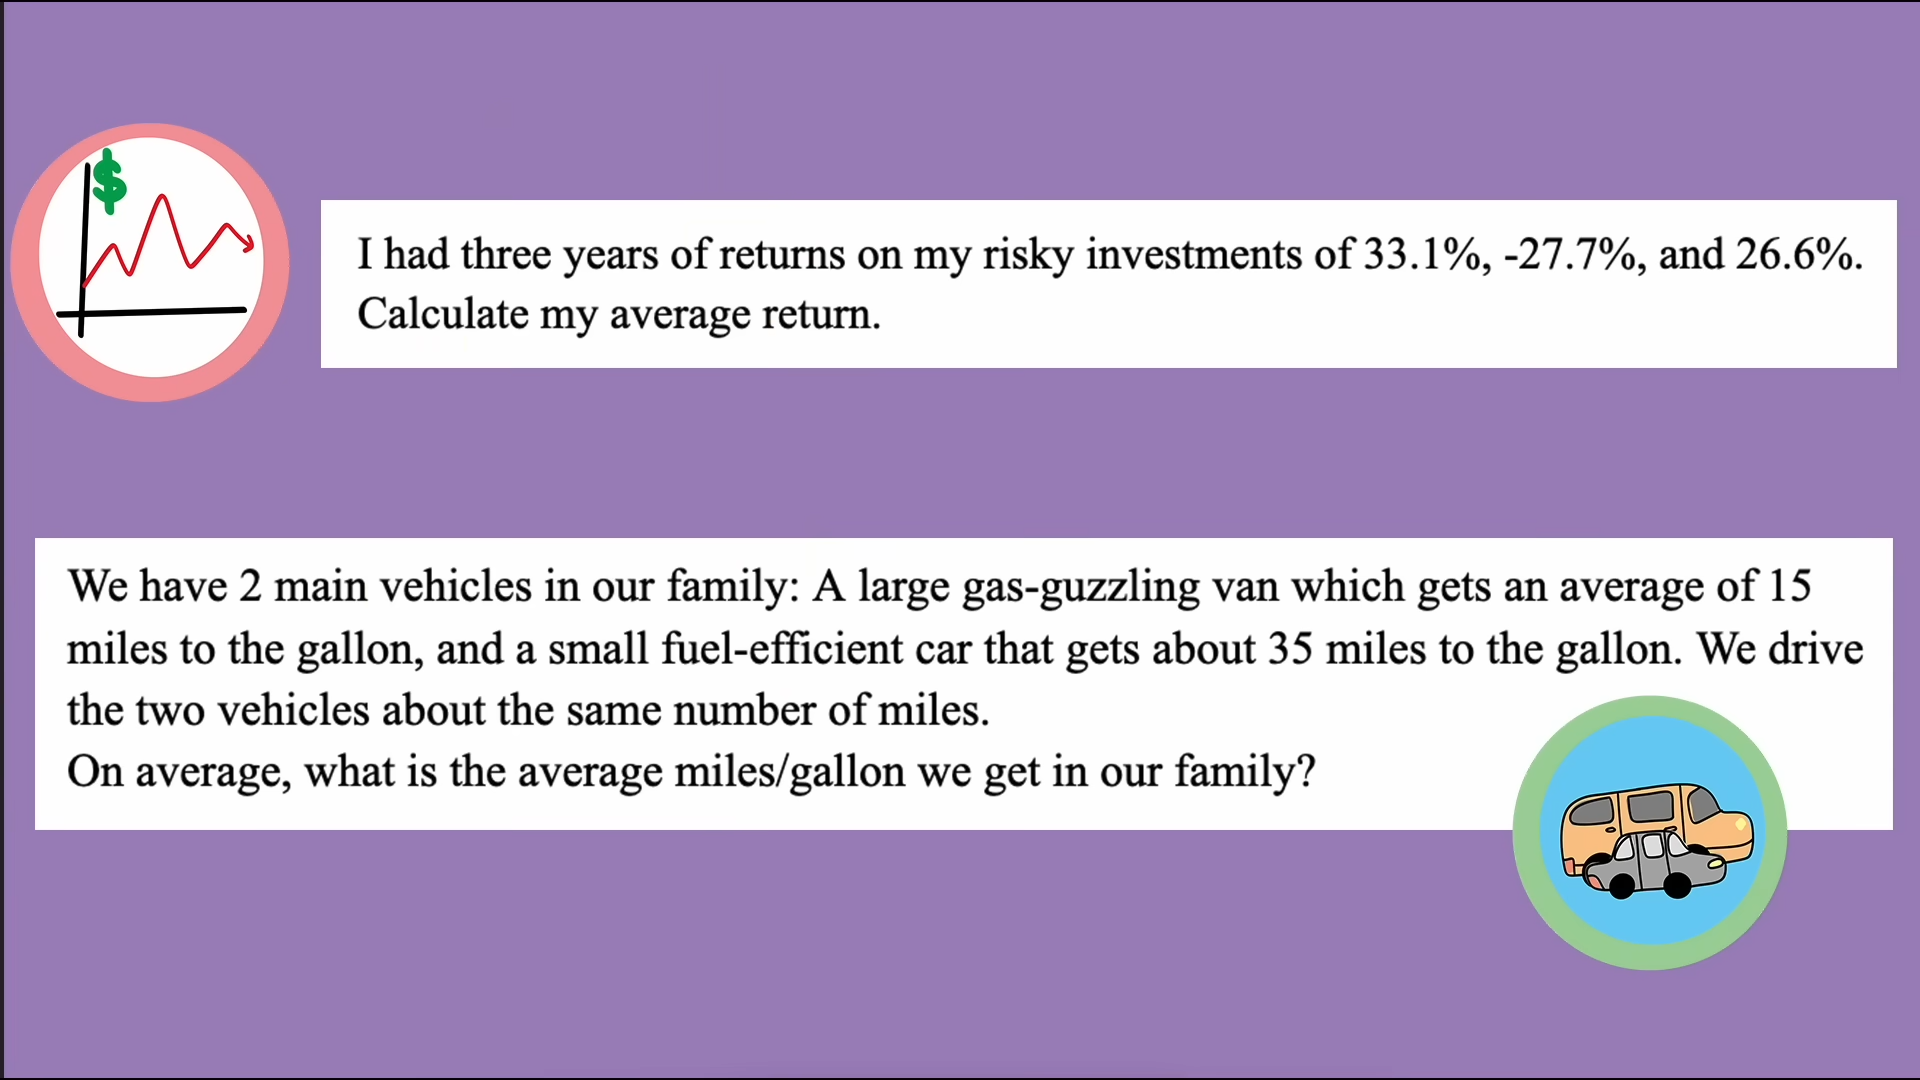 $
I had three years of returns on my risky investments of 33.1%, -27.7%, and 26.6%.
Calculate my average return.
We have 2 main vehicles in our family: A large gas-guzzling van which gets an average of 15
miles to the gallon, and a small fuel-efficient car that gets about 35 miles to the gallon. We drive
the two vehicles about the same number of miles.
On average, what is the average miles/gallon we get in our family?